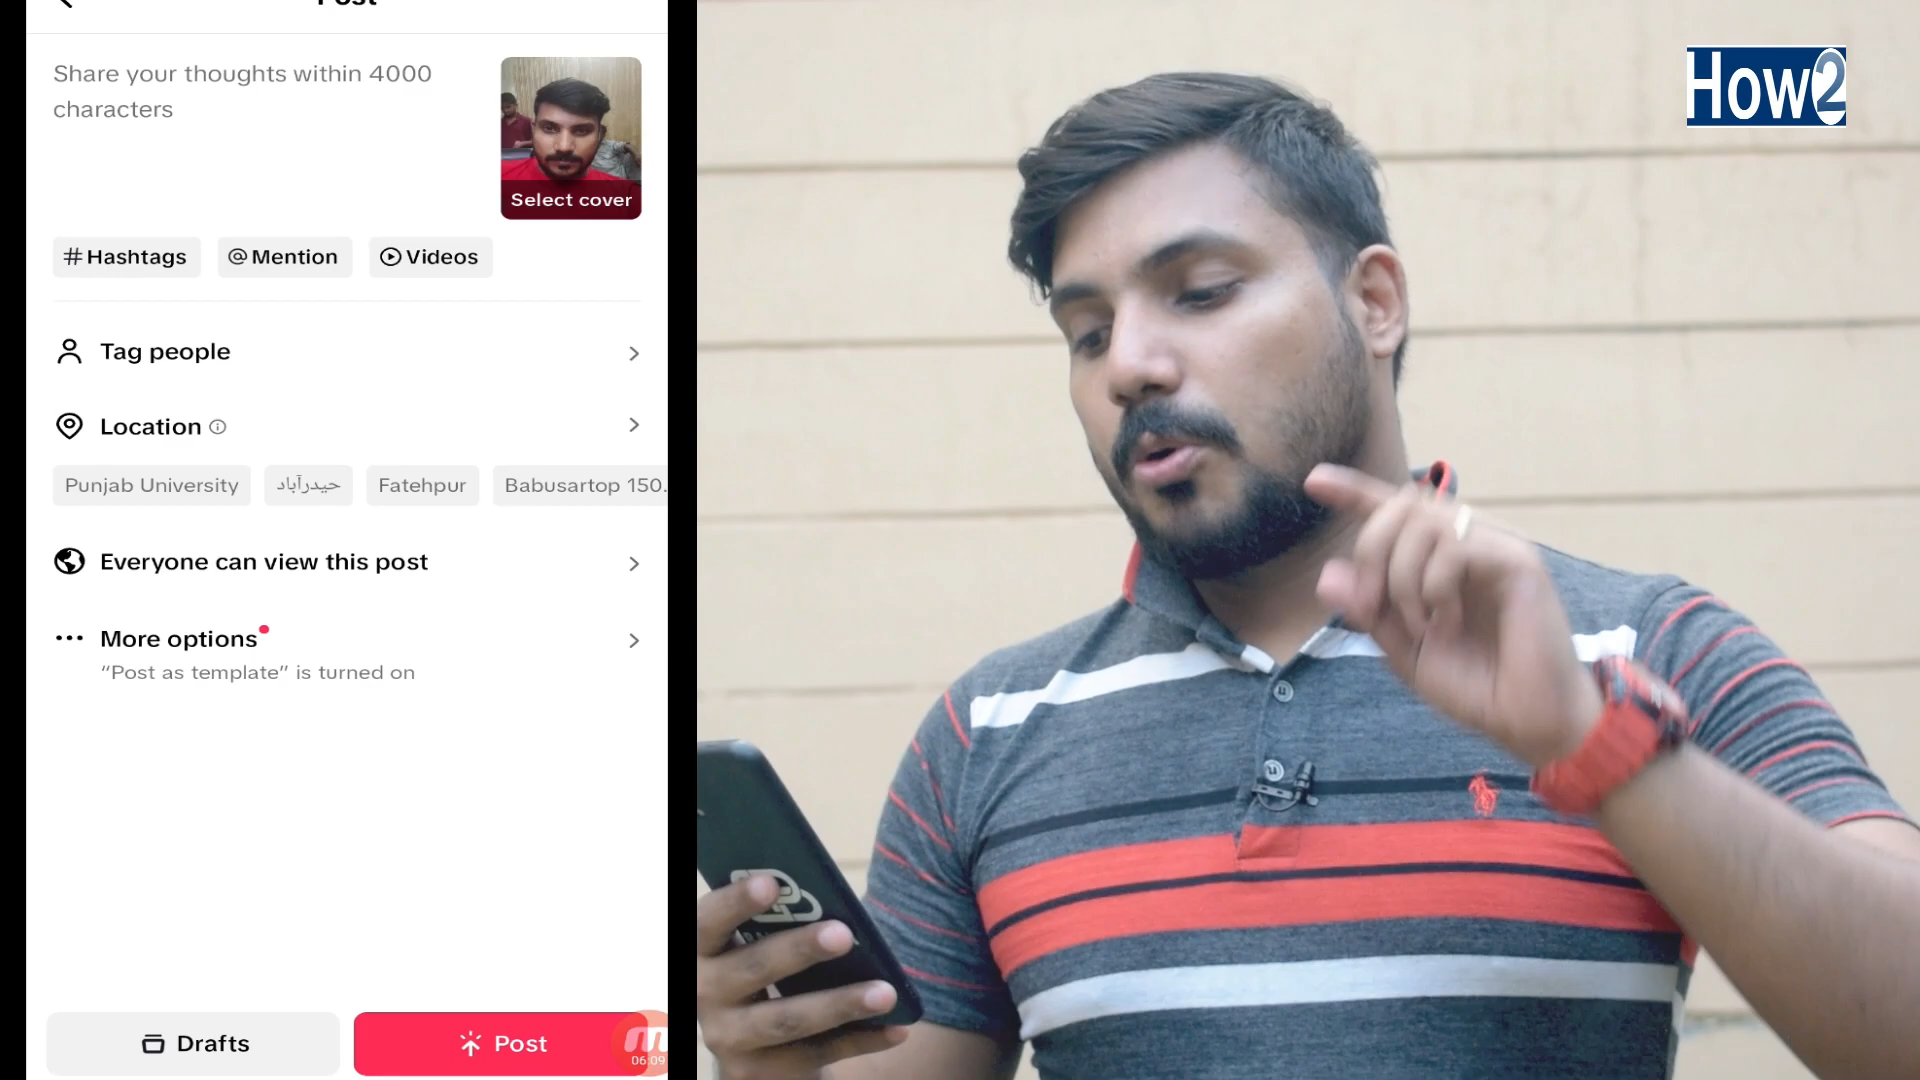 Post
Share your thoughts within 4000
characters
Select cover
#Hashtags
@Mention
Videos
Tag people
Location
Punjab University
حیدرآباد
Fatehpur
Babusartop 150.
Everyone can view this post
More options
“Post as template” is turned on
Drafts
Post
06:09
How2